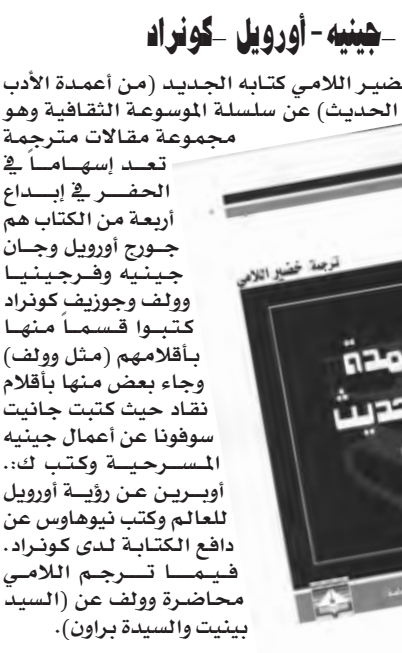 -جينيه - أورويل -كونراد
ـضير اللامي كتابه الجديد (من أعمدة الأدب
الحديث) عن سلسلة الموسوعة الثقافية وهو
مجموعة مقالات مترجمة
تعد إسهاماً في
الحفر في إبداع
أربعة من الكتاب هم
جورج أورويل وجان
جينيه وفرجينيا
وولف وجوزيف كونراد
كتبوا قسماً منها
بأقلامهم (مثل وولف)
وجاء بعض منها بأقلام
نقاد حيث كتبت جانيت
سوفونا عن أعمال جينيه
المسرحية وكتب ك:.
أوبرين عن رؤية أورويل
للعالم وكتب نيوهاوس عن
دافع الكتابة لدى كونراد.
فيما ترجم اللامي
محاضرة وولف عن (السيد
بينيت والسيدة براون).
ترجمة خضير اللامي
ـمدة
ـحديث